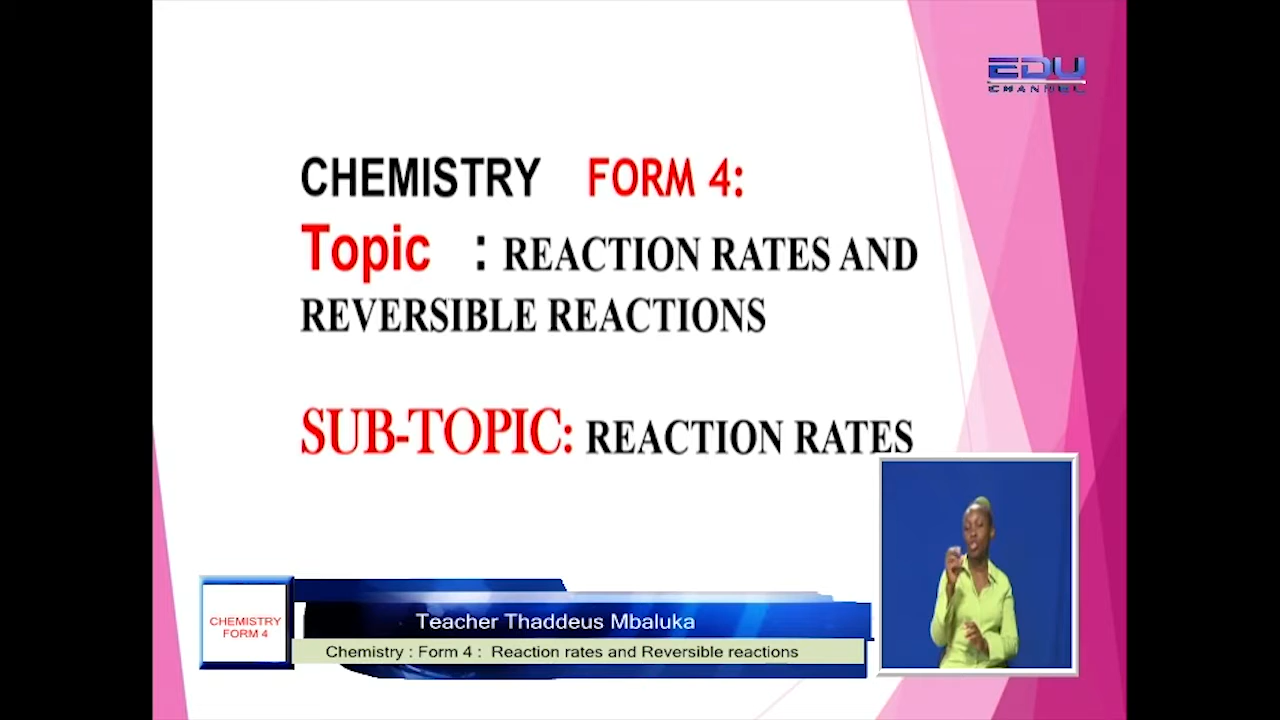 EDU
CHANNEL
CHEMISTRY FORM 4:
Topic : REACTION RATES AND
REVERSIBLE REACTIONS
SUB-TOPIC: REACTION RATES
CHEMISTRY
FORM 4
Teacher Thaddeus Mbaluka
Chemistry : Form 4 : Reaction rates and Reversible reactions